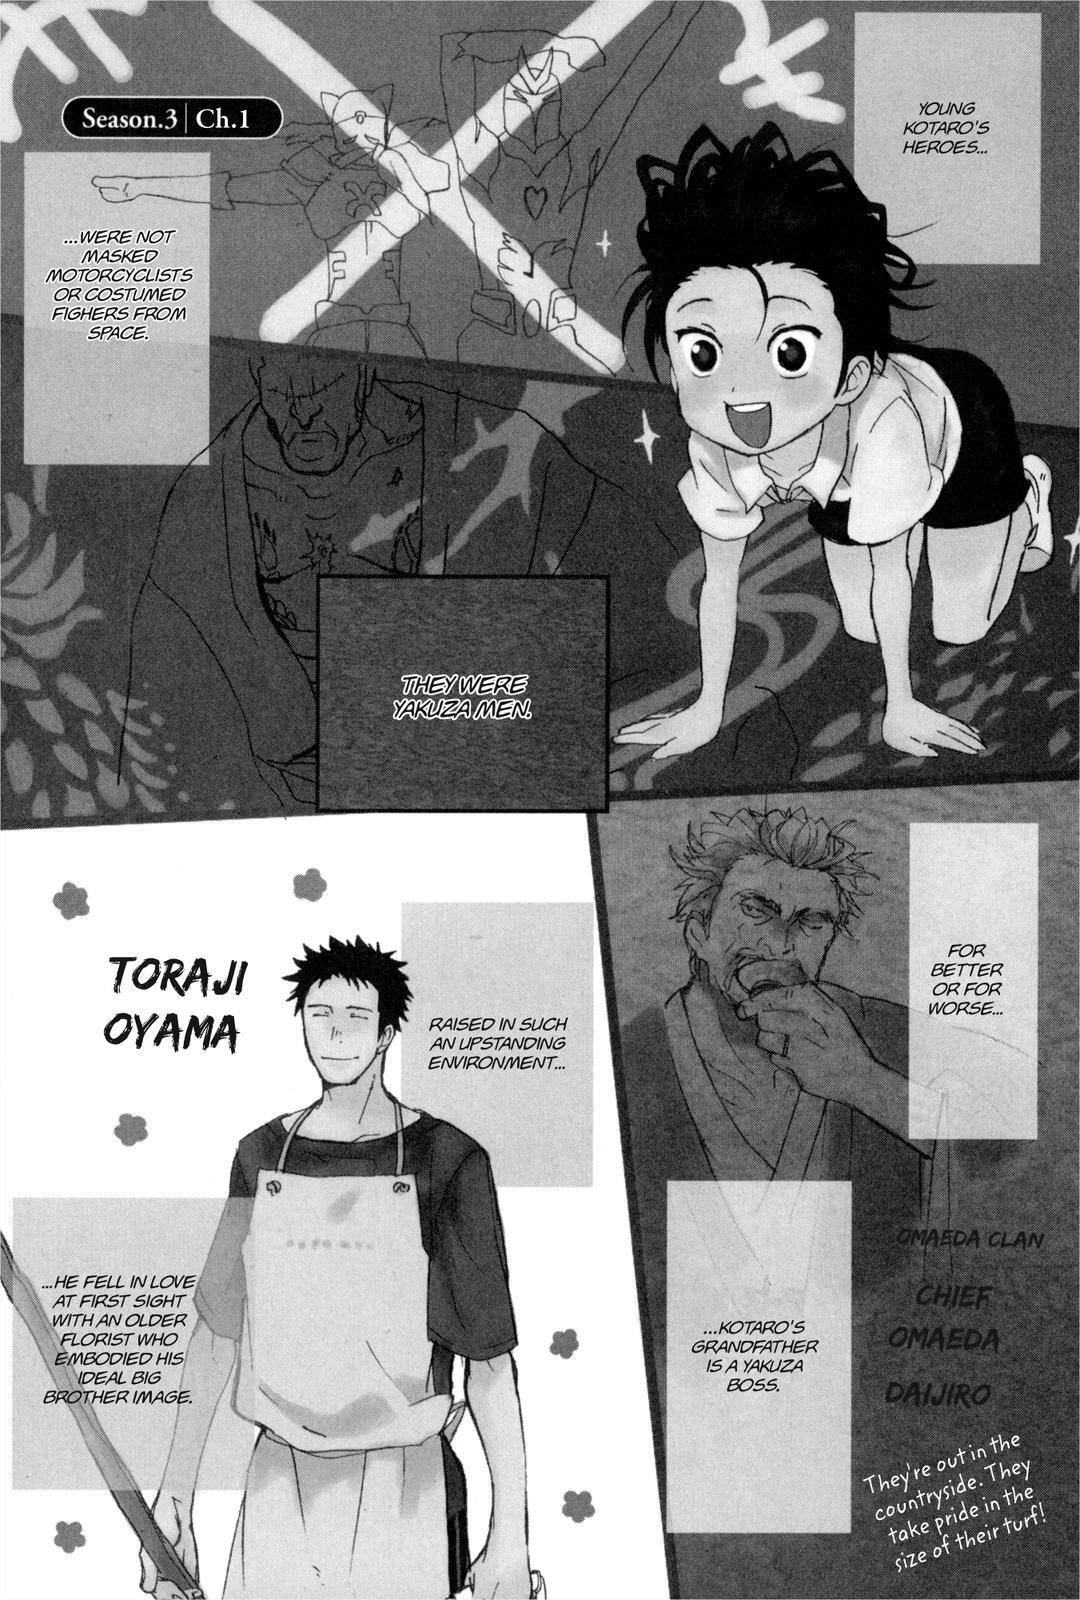 Season.3 | Ch.1
YOUNG
KOTARO'S
HEROES...
...WERE NOT
MASKED
MOTORCYCLISTS
OR COSTUMED
FIGHERS FROM
SPACE.
THEY WERE
YAKUZA MEN.
FOR
BETTER
OR FOR
WORSE...
...KOTARO'S
GRANDFATHER
IS A YAKUZA
BOSS.
OMAEDA CLAN
CHIEF
OMAEDA
DAIJIRO
They're out in the
countryside. They
take pride in the
size of their turf!
RAISED IN SUCH
AN UPSTANDING
ENVIRONMENT...
TORAJI
OYAMA
...HE FELL IN LOVE
AT FIRST SIGHT
WITH AN OLDER
FLORIST WHO
EMBODIED HIS
IDEAL BIG
BROTHER IMAGE.